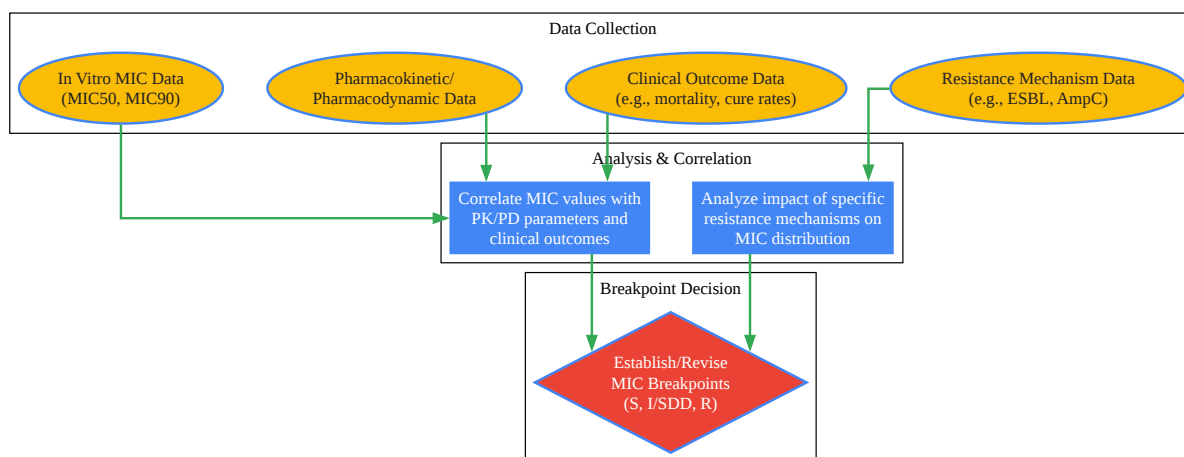 Data Collection
In Vitro MIC Data
(MIC50, MIC90)
Pharmacokinetic/
Pharmacodynamic Data
Clinical Outcome Data
(e.g., mortality, cure rates)
Resistance Mechanism Data
(e.g., ESBL, AmpC)
Analysis & Correlation
Correlate MIC values with
PK/PD parameters and
clinical outcomes
Analyze impact of specific
resistance mechanisms on
MIC distribution
Breakpoint Decision
Establish/Revise
MIC Breakpoints
(S, I/SDD, R)